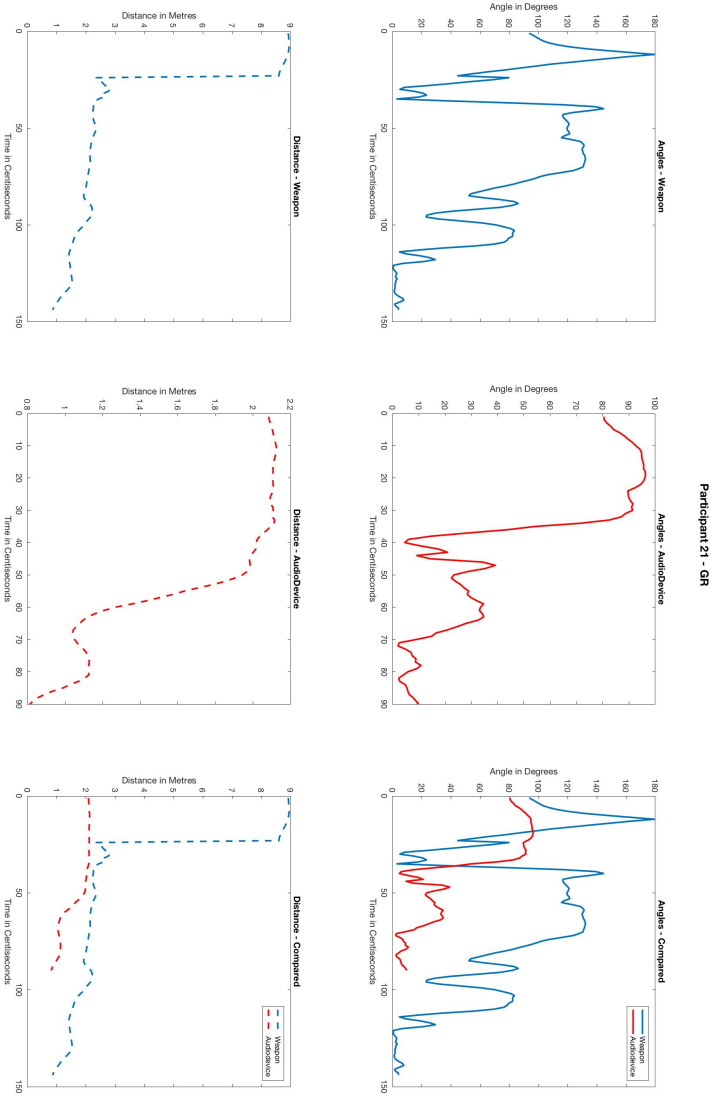 Participant 21 - GR
Angles - Weapon
180
160
140
120
100
80
60
40
20
0
Angle in Degrees
0 50 100 150
Time in Centiseconds
Angles - AudioDevice
100
90
80
70
60
50
40
30
20
10
0
Angle in Degrees
0 10 20 30 40 50 60 70 80 90
Time in Centiseconds
Angles - Compared
180
160
140
120
100
80
60
40
20
0
Angle in Degrees
0 50 100 150
Time in Centiseconds
Weapon
Audiodevice
Distance - Weapon
9
8
7
6
5
4
3
2
1
0
Distance in Metres
0 50 100 150
Time in Centiseconds
Distance - AudioDevice
2.2
2
1.8
1.6
1.4
1.2
1
0.8
Distance in Metres
0 10 20 30 40 50 60 70 80 90
Time in Centiseconds
Distance - Compared
9
8
7
6
5
4
3
2
1
0
Distance in Metres
0 50 100 150
Time in Centiseconds
Weapon
Audiodevice